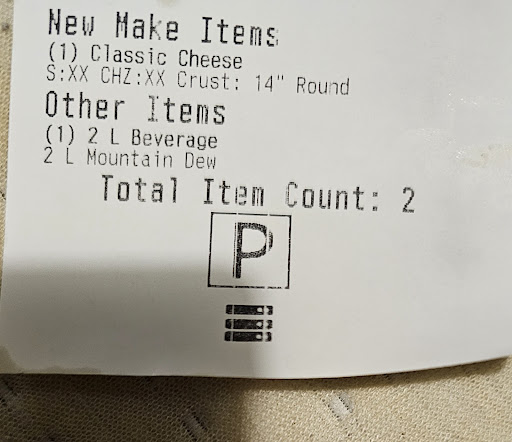 New Make Items
(1) Classic Cheese
S:XX CHZ:XX Crust: 14" Round
Other Items
(1) 2 L Beverage
2 L Mountain Dew
Total Item Count: 2
P